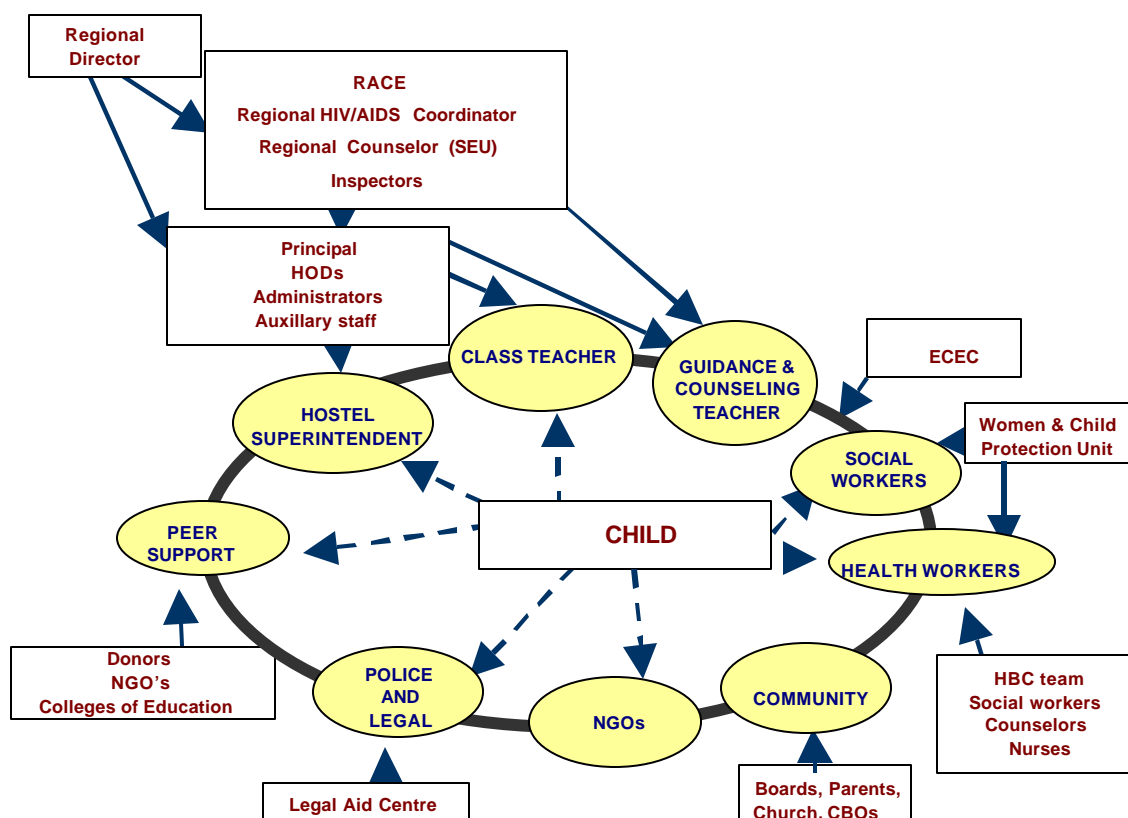 Regional
Director
RACE
Regional HIV/AIDS Coordinator
Regional Counselor (SEU)
Inspectors
Principal
HODs
Administrators
Auxillary staff
CLASS TEACHER
GUIDANCE &
COUNSELING
TEACHER
ECEC
HOSTEL
SUPERINTENDENT
Women & Child
Protection Unit
SOCIAL
WORKERS
PEER
SUPPORT
CHILD
HEALTH WORKERS
Donors
NGO's
Colleges of Education
POLICE
AND
LEGAL
NGOs
COMMUNITY
HBC team
Social workers
Counselors
Nurses
Legal Aid Centre
Boards, Parents,
Church, CBOs